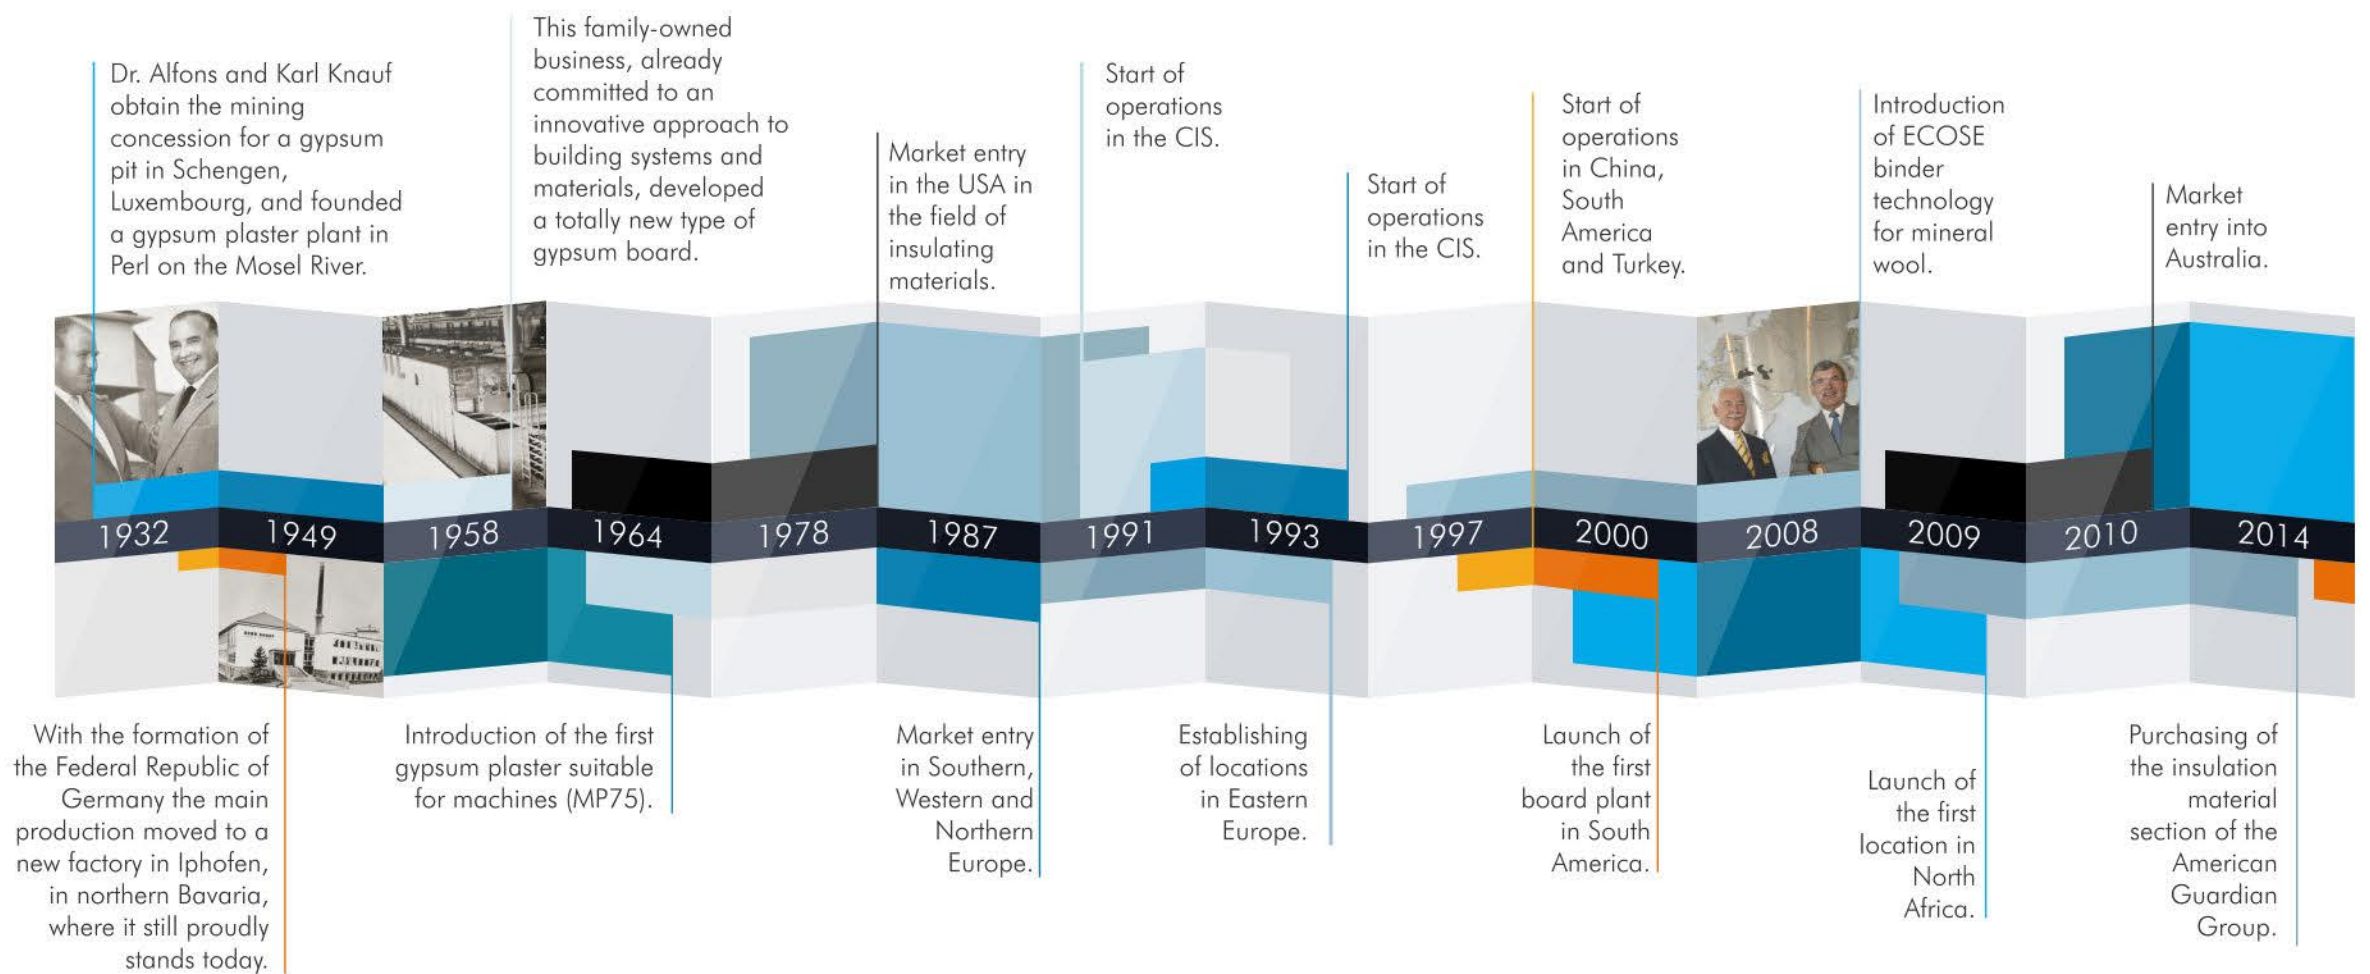 Dr. Alfons and Karl Knauf
obtain the mining
concession for a gypsum
pit in Schengen,
Luxembourg, and founded
a gypsum plaster plant in
Perl on the Mosel River.
This family-owned
business, already
committed to an
innovative approach to
building systems and
materials, developed
a totally new type of
gypsum board.
Market entry
in the USA in
the field of
insulating
materials.
Start of
operations
in the CIS.
Start of
operations
in the CIS.
Start of
operations
in China,
South
America
and Turkey.
Introduction
of ECOSE
binder
technology
for mineral
wool.
Market
entry into
Australia.
1932
1949
1958
1964
1978
1987
1991
1993
1997
2000
2008
2009
2010
2014
With the formation of
the Federal Republic of
Germany the main
production moved to a
new factory in Iphofen,
in northern Bavaria,
where it still proudly
stands today.
Introduction of the first
gypsum plaster suitable
for machines (MP75).
Market entry
in Southern,
Western and
Northern
Europe.
Establishing
of locations
in Eastern
Europe.
Launch of
the first
board plant
in South
America.
Launch of
the first
location in
North
Africa.
Purchasing of
the insulation
material
section of the
American
Guardian
Group.